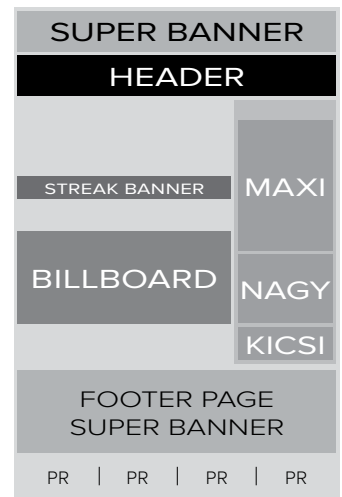 SUPER BANNER
HEADER
STREAK BANNER
MAXI
BILLBOARD
NAGY
KICSI
FOOTER PAGE
SUPER BANNER
PR | PR | PR | PR